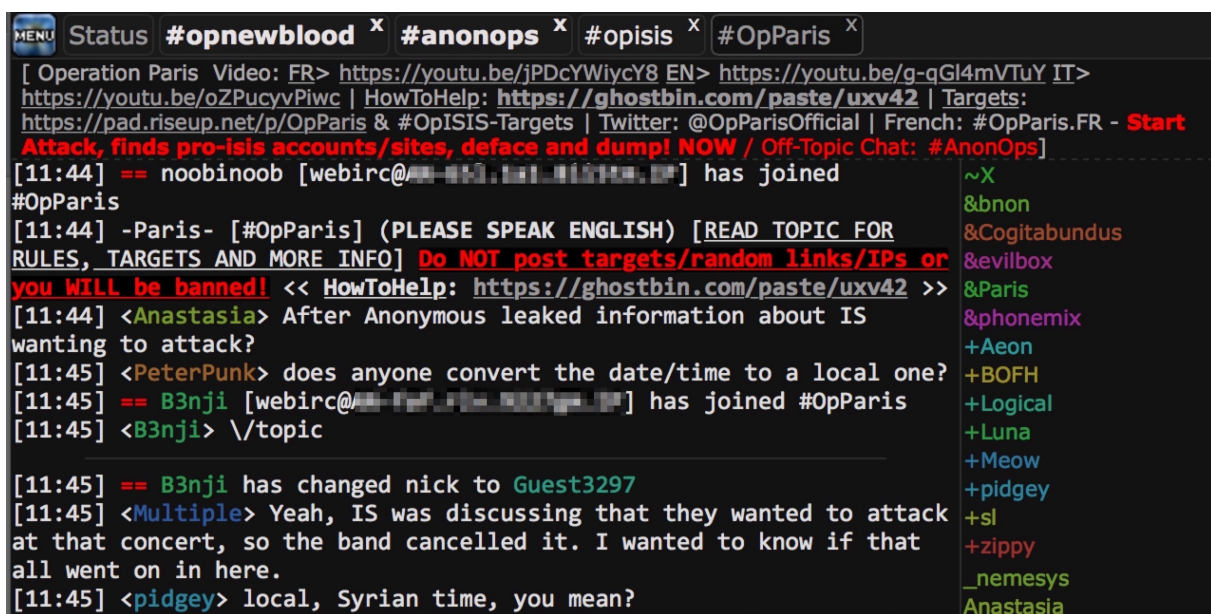 MENU Status #opnewblood x #anonops x #opisis x #OpParis x
[ Operation Paris Video: FR> https://youtu.be/jPDcYWiycY8 EN> https://youtu.be/g-qGl4mVTuY IT>
https://youtu.be/oZPucyvPiwc | HowToHelp: https://ghostbin.com/paste/uxv42 | Targets:
https://pad.riseup.net/p/OpParis & #OpISIS-Targets | Twitter: @OpParisOfficial | French: #OpParis.FR - Start
Attack, finds pro-isis accounts/sites, deface and dump! NOW / Off-Topic Chat: #AnonOps]
[11:44] == noobinoob [webirc@ ] has joined
#OpParis
[11:44] -Paris- [#OpParis] (PLEASE SPEAK ENGLISH) [READ TOPIC FOR
RULES, TARGETS AND MORE INFO] Do NOT post targets/random links/IPs or
you WILL be banned! << HowToHelp: https://ghostbin.com/paste/uxv42 >>
[11:44] <Anastasia> After Anonymous leaked information about IS
wanting to attack?
[11:45] <PeterPunk> does anyone convert the date/time to a local one?
[11:45] == B3nji [webirc@ ] has joined #OpParis
[11:45] <B3nji> \/topic
[11:45] == B3nji has changed nick to Guest3297
[11:45] <Multiple> Yeah, IS was discussing that they wanted to attack
at that concert, so the band cancelled it. I wanted to know if that
all went on in here.
[11:45] <pidgey> local, Syrian time, you mean?
~X
&bnon
&Cogitabundus
&evilbox
&Paris
&phonemix
+Aeon
+BOFH
+Logical
+Luna
+Meow
+pidgey
+sl
+zippy
_nemesys
Anastasia